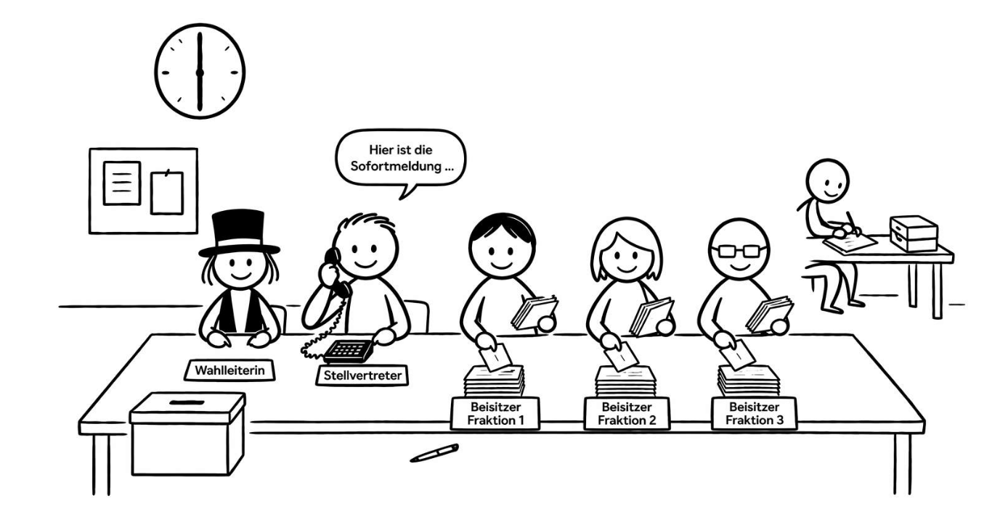 Hier ist die
Sofortmeldung ...
Wahlleiterin
Stellvertreter
Beisitzer
Fraktion 1
Beisitzer
Fraktion 2
Beisitzer
Fraktion 3